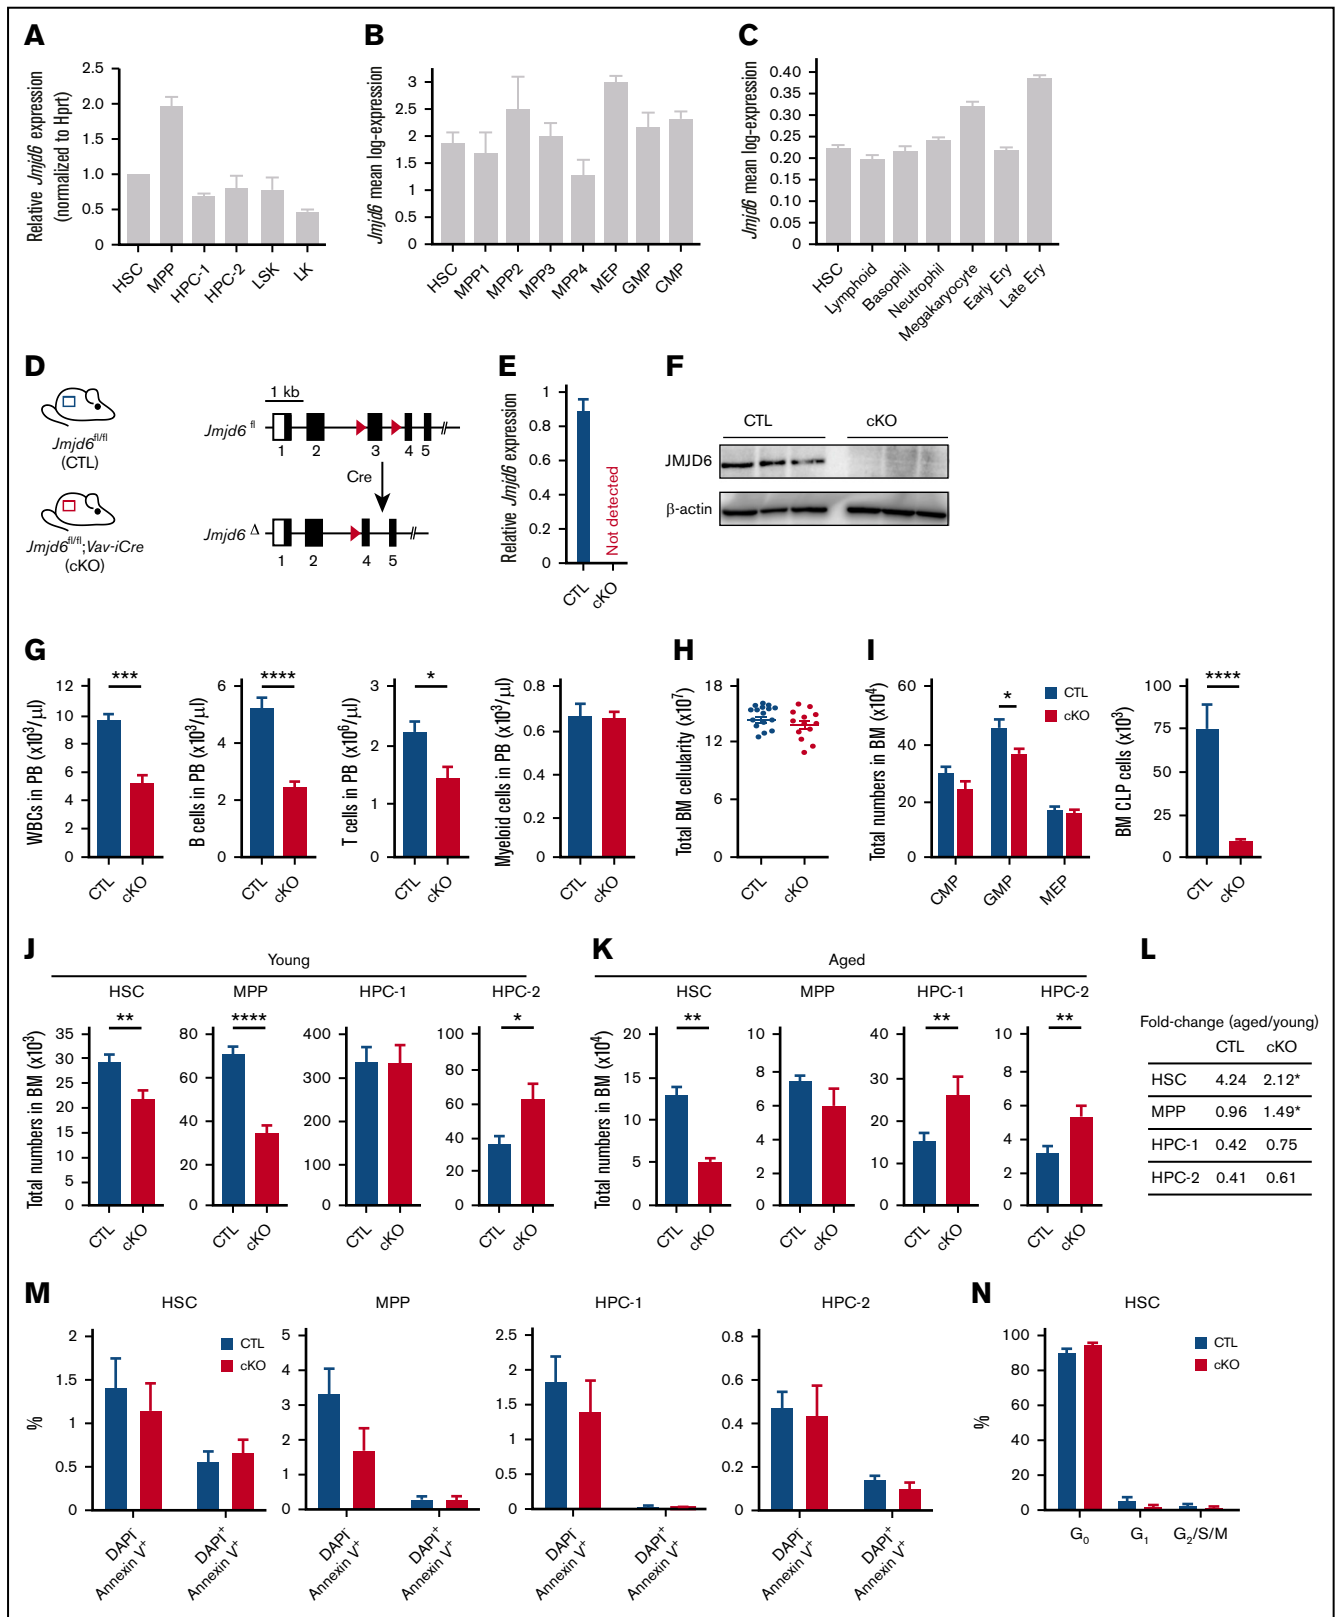 A
Relative Jmjd6 expression
(normalized to Hprt)
2.5
2.0
1.5
1.0
0.5
0
HSC
MPP
HPC-1
HPC-2
LSK
LK
B
Jmjd6 mean log-expression
3
2.5
2
1.5
1
0.5
0
HSC
MPP1
MPP2
MPP3
MPP4
MEP
GMP
CMP
C
Jmjd6 mean log-expression
0.40
0.35
0.30
0.25
0.20
0.15
0.10
0.05
0
HSC
Lymphoid
Basophil
Neutrophil
Megakaryocyte
Early Ery
Late Ery
D
Jmjd6fl/fl
(CTL)
Jmjd6fl/fl;Vav-iCre
(cKO)
1 kb
Jmjd6 fl
1 2 3 4 5
Cre
Jmjd6 Δ
1 2 4 5
E
Relative Jmjd6 expression
1
0.8
0.6
0.4
0.2
0
Not detected
CTL
cKO
F
CTL cKO
JMJD6
β-actin
G
WBCs in PB (x10³/µl)
12
10
8
6
4
2
0
***
CTL
cKO
B cells in PB (x10³/µl)
6
4
2
0
****
CTL
cKO
T cells in PB (x10⁶/µl)
3
2
1
0
*
CTL
cKO
Myeloid cells in PB (x10³/µl)
0.8
0.6
0.4
0.2
0
CTL
cKO
H
Total BM cellularity (x10⁷)
18
12
6
0
CTL
cKO
I
Total numbers in BM (x10⁴)
60
40
20
0
*
CTL
cKO
CMP
GMP
MEP
BM CLP cells (x10³)
100
75
50
25
0
****
CTL
cKO
J
Young
Total numbers in BM (x10³)
HSC
**
35
30
25
20
15
10
5
0
CTL
cKO
MPP
****
80
60
40
20
0
CTL
cKO
HPC-1
400
300
200
100
0
CTL
cKO
HPC-2
*
100
80
60
40
20
0
CTL
cKO
K
Aged
Total numbers in BM (x10⁴)
HSC
**
20
15
10
5
0
CTL
cKO
MPP
10
8
6
4
2
0
CTL
cKO
HPC-1
**
40
30
20
10
0
CTL
cKO
HPC-2
**
10
8
6
4
2
0
CTL
cKO
L
Fold-change (aged/young)
CTL cKO
HSC 4.24 2.12*
MPP 0.96 1.49*
HPC-1 0.42 0.75
HPC-2 0.41 0.61
M
HSC
%
2
1.5
1
0.5
0
CTL
cKO
DAPI⁻
Annexin V⁺
DAPI⁺
Annexin V⁺
MPP
5
4
3
2
1
0
DAPI⁻
Annexin V⁺
DAPI⁺
Annexin V⁺
HPC-1
2.5
2
1.5
1
0.5
0
DAPI⁻
Annexin V⁺
DAPI⁺
Annexin V⁺
HPC-2
0.8
0.6
0.4
0.2
0
DAPI⁻
Annexin V⁺
DAPI⁺
Annexin V⁺
N
HSC
%
100
80
60
40
20
0
CTL
cKO
G₀ G₁ G₂/S/M